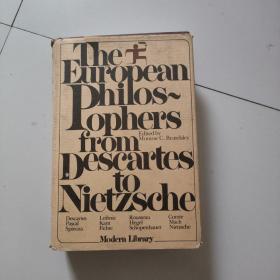 The
European
Philos~
ophers
Edited by
Monroe C. Beardsley
from
Descartes
to
Nietzsche
Descartes Leibniz Rousseau Comte
Pascal Kant Hegel Mach
Spinoza Fichte Schopenhauer Nietzsche
Modern Library